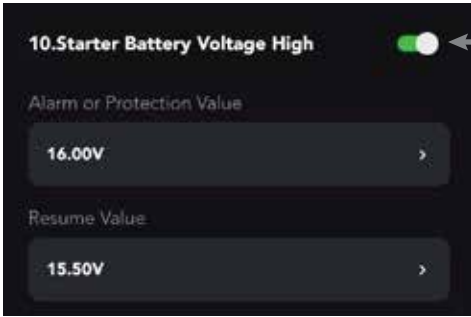 10.Starter Battery Voltage High
Alarm or Protection Value
16.00V
Resume Value
15.50V